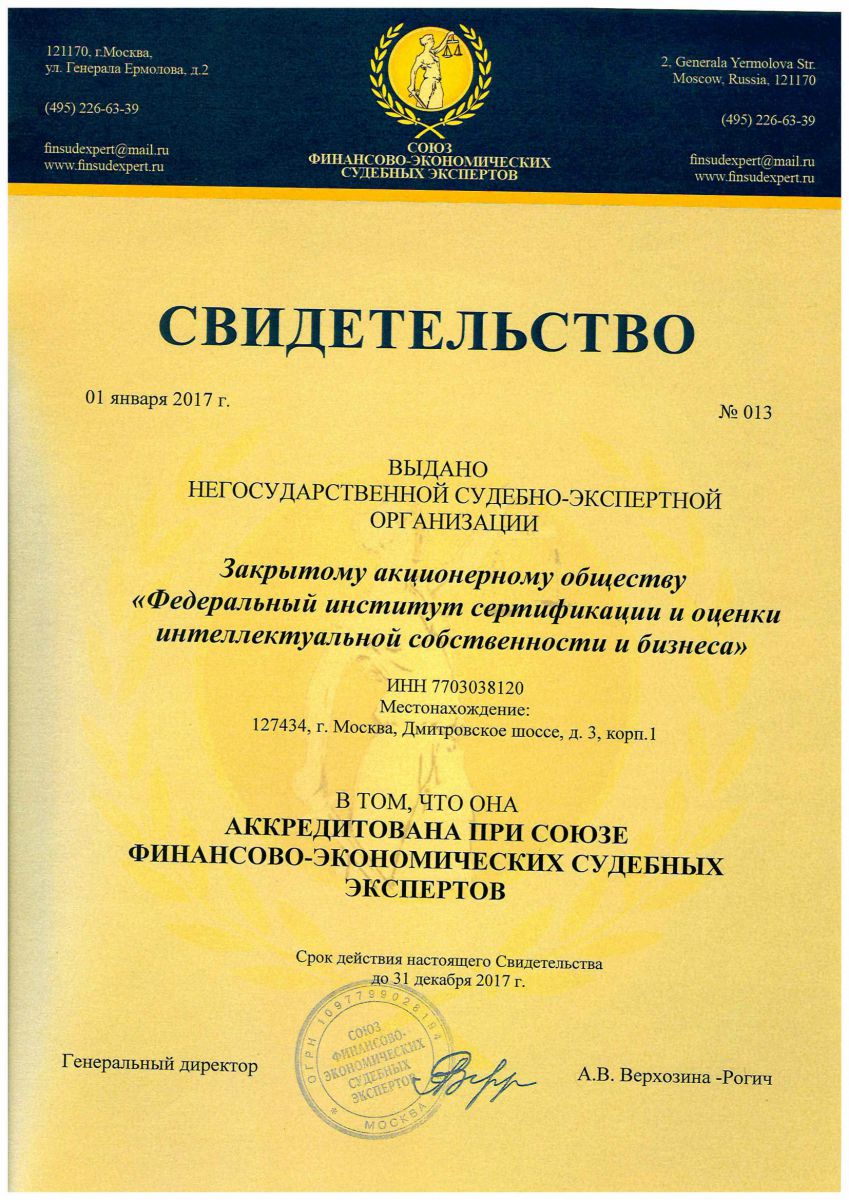 121170, г.Москва,
ул. Генерала Ермолова, д.2
(495) 226-63-39
finsudexpert@mail.ru
www.finsudexpert.ru
СОЮЗ
ФИНАНСОВО-ЭКОНОМИЧЕСКИХ
СУДЕБНЫХ ЭКСПЕРТОВ
2, Generala Yermolova Str.
Moscow, Russia, 121170
(495) 226-63-39
finsudexpert@mail.ru
www.finsudexpert.ru
СВИДЕТЕЛЬСТВО
01 января 2017 г.
№ 013
ВЫДАНО
НЕГОСУДАРСТВЕННОЙ СУДЕБНО-ЭКСПЕРТНОЙ
ОРГАНИЗАЦИИ
Закрытому акционерному обществу
«Федеральный институт сертификации и оценки
интеллектуальной собственности и бизнеса»
ИНН 7703038120
Местонахождение:
127434, г. Москва, Дмитровское шоссе, д. 3, корп.1
В ТОМ, ЧТО ОНА
АККРЕДИТОВАНА ПРИ СОЮЗЕ
ФИНАНСОВО-ЭКОНОМИЧЕСКИХ СУДЕБНЫХ
ЭКСПЕРТОВ
Срок действия настоящего Свидетельства
до 31 декабря 2017 г.
Генеральный директор
ОГРН 1097799028194
СОЮЗ
ФИНАНСОВО-
ЭКОНОМИЧЕСКИХ
СУДЕБНЫХ
ЭКСПЕРТОВ
* МОСКВА
А.В. Верхозина -Рогич